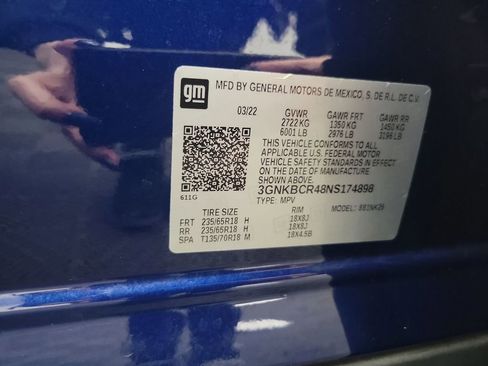 gm
MFD BY GENERAL MOTORS DE MEXICO, S. DE R.L. DE C.V.
03/22 GVWR GAWR FRT GAWR RR
2722 KG 1350 KG 1450 KG
6001 LB 2976 LB 3196 LB
THIS VEHICLE CONFORMS TO ALL
APPLICABLE U.S. FEDERAL MOTOR
VEHICLE SAFETY STANDARDS IN EFFECT
ON THE DATE OF MANUFACTURE SHOWN ABOVE.
3GNKBCR48NS174898
TYPE: MPV MODEL:
611G
TIRE SIZE RIM
FRT 235/65R18 H 18X8J
RR 235/65R18 H 18X8J
SPA T135/70R18 M 18X4.5B